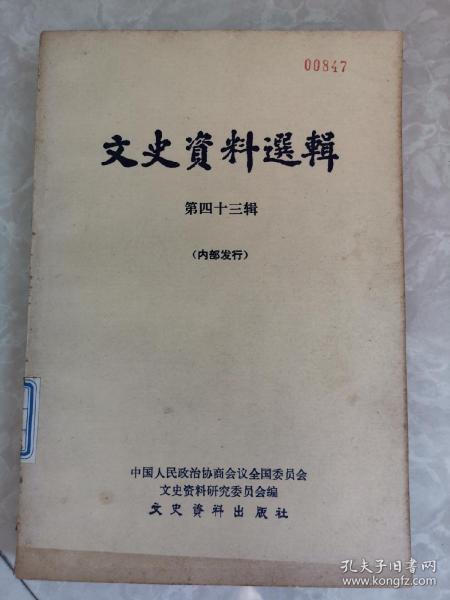 00847
文史資料選輯
第四十三辑
（内部发行）
中国人民政治协商会议全国委员会
文史资料研究委员会编
文史资料出版社
孔夫子旧书网
www.kongfz.com